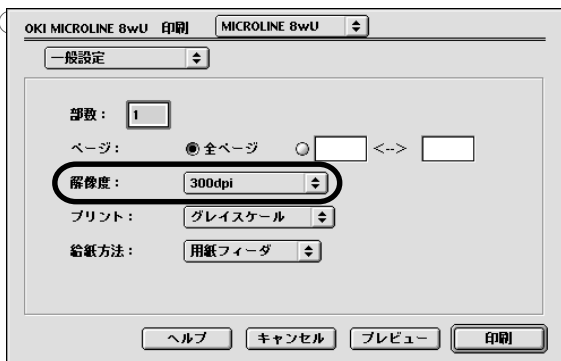 OKI MICROLINE 8wU 印刷 MICROLINE 8wU
一般設定
部数： 1
ページ： 全ページ <-->
解像度： 300dpi
プリント： グレイスケール
給紙方法： 用紙フィーダ
ヘルプ キャンセル プレビュー 印刷